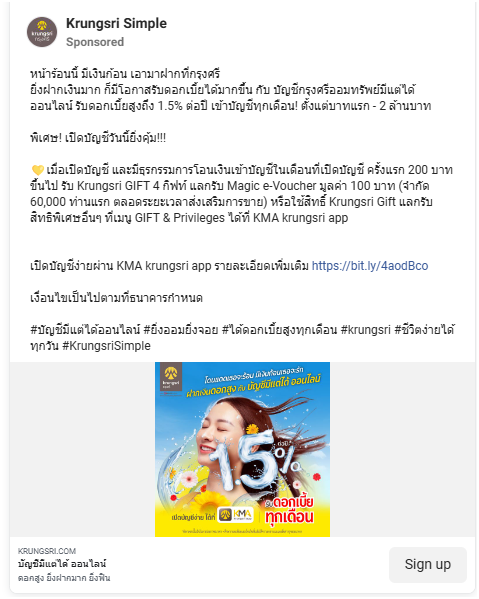 Krungsri Simple
Sponsored
หน้าร้อนนี้ มีเงินก้อน เอามาฝากที่กรุงศรี
ยิ่งฝากเงินมาก ก็มีโอกาสรับดอกเบี้ยได้มากขึ้น กับ บัญชีกรุงศรีออมทรัพย์มีแต่ได้
ออนไลน์ รับดอกเบี้ยสูงถึง 1.5% ต่อปี เข้าบัญชีทุกเดือน! ตั้งแต่บาทแรก - 2 ล้านบาท
พิเศษ! เปิดบัญชีวันนี้ยิ่งคุ้ม!!!
💛เมื่อเปิดบัญชี และมีธุรกรรมการโอนเงินเข้าบัญชีในเดือนที่เปิดบัญชี ครั้งแรก 200 บาท
ขึ้นไป รับ Krungsri GIFT 4 กิฟท์ แลกรับ Magic e-Voucher มูลค่า 100 บาท (จำกัด
60,000 ท่านแรก ตลอดระยะเวลาส่งเสริมการขาย) หรือใช้สิทธิ์ Krungsri Gift แลกรับ
สิทธิพิเศษอื่นๆ ที่เมนู GIFT & Privileges ได้ที่ KMA krungsri app
เปิดบัญชีง่ายผ่าน KMA krungsri app รายละเอียดเพิ่มเติม https://bit.ly/4aodBco
เงื่อนไขเป็นไปตามที่ธนาคารกำหนด
#บัญชีมีแต่ได้ออนไลน์ #ยิ่งออมยิ่งจอย #ได้ดอกเบี้ยสูงทุกเดือน #krungsri #ชีวิตง่ายได้
ทุกวัน #KrungsriSimple
krungsri
กรุงศรี
โดนแดดเธอจะร้อน มีเงินก้อนเธอจะรัก
ฝากเงินดอกสูง กับ บัญชีมีแต่ได้ ออนไลน์
1.5%
ต่อปี
รับดอกเบี้ย
ทุกเดือน
เปิดบัญชีง่าย ได้ที่ KMA
KRUNGSRI.COM
บัญชีมีแต่ได้ ออนไลน์
ดอกสูง ยิ่งฝากมาก ยิ่งฟิน
Sign up